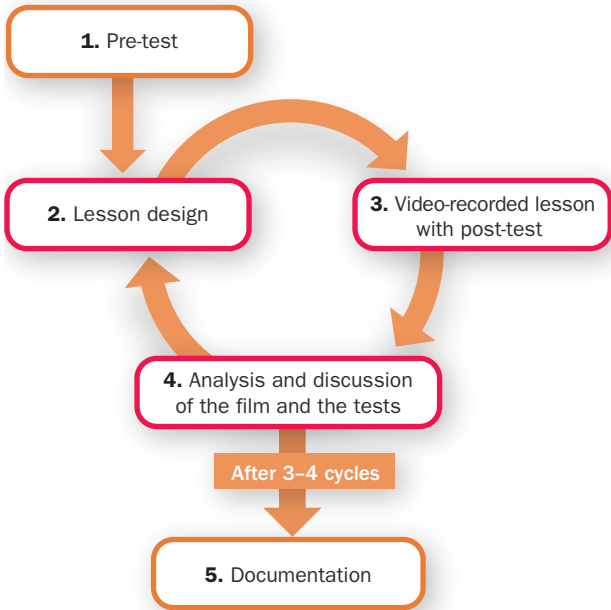 1. Pre-test
2. Lesson design
3. Video-recorded lesson
with post-test
4. Analysis and discussion
of the film and the tests
After 3–4 cycles
5. Documentation